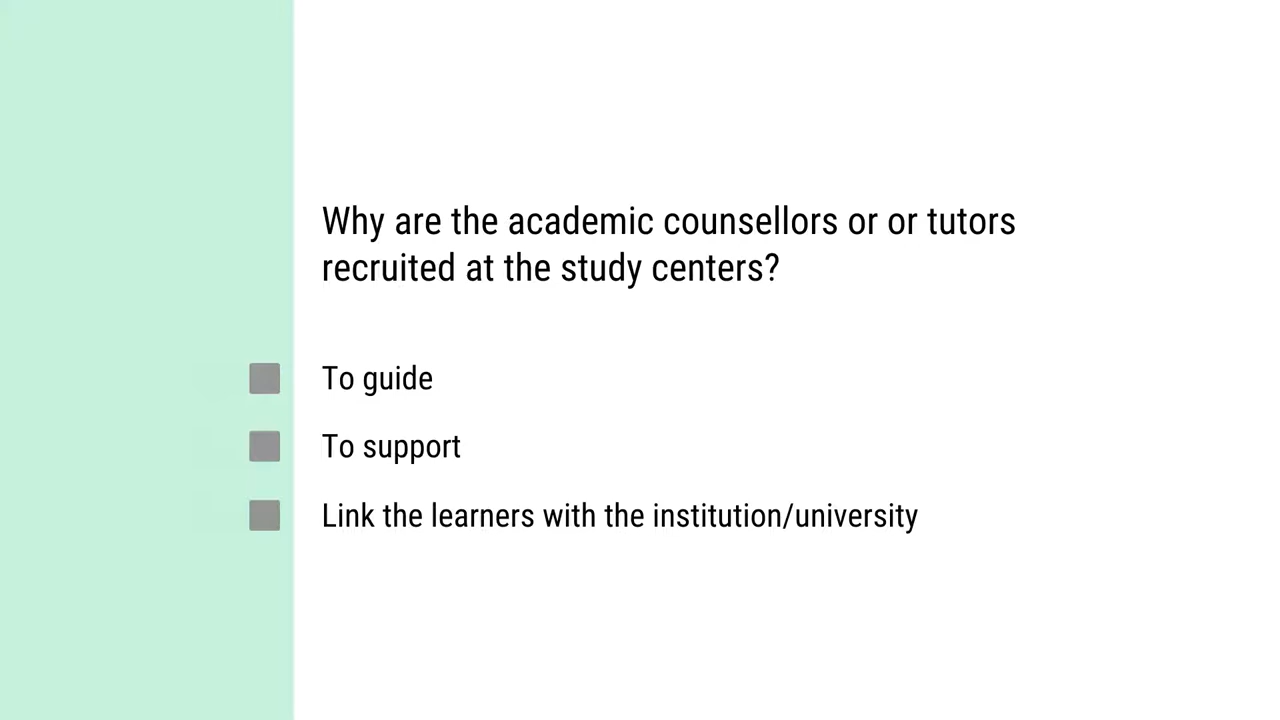 Why are the academic counsellors or or tutors
recruited at the study centers?
To guide
To support
Link the learners with the institution/university